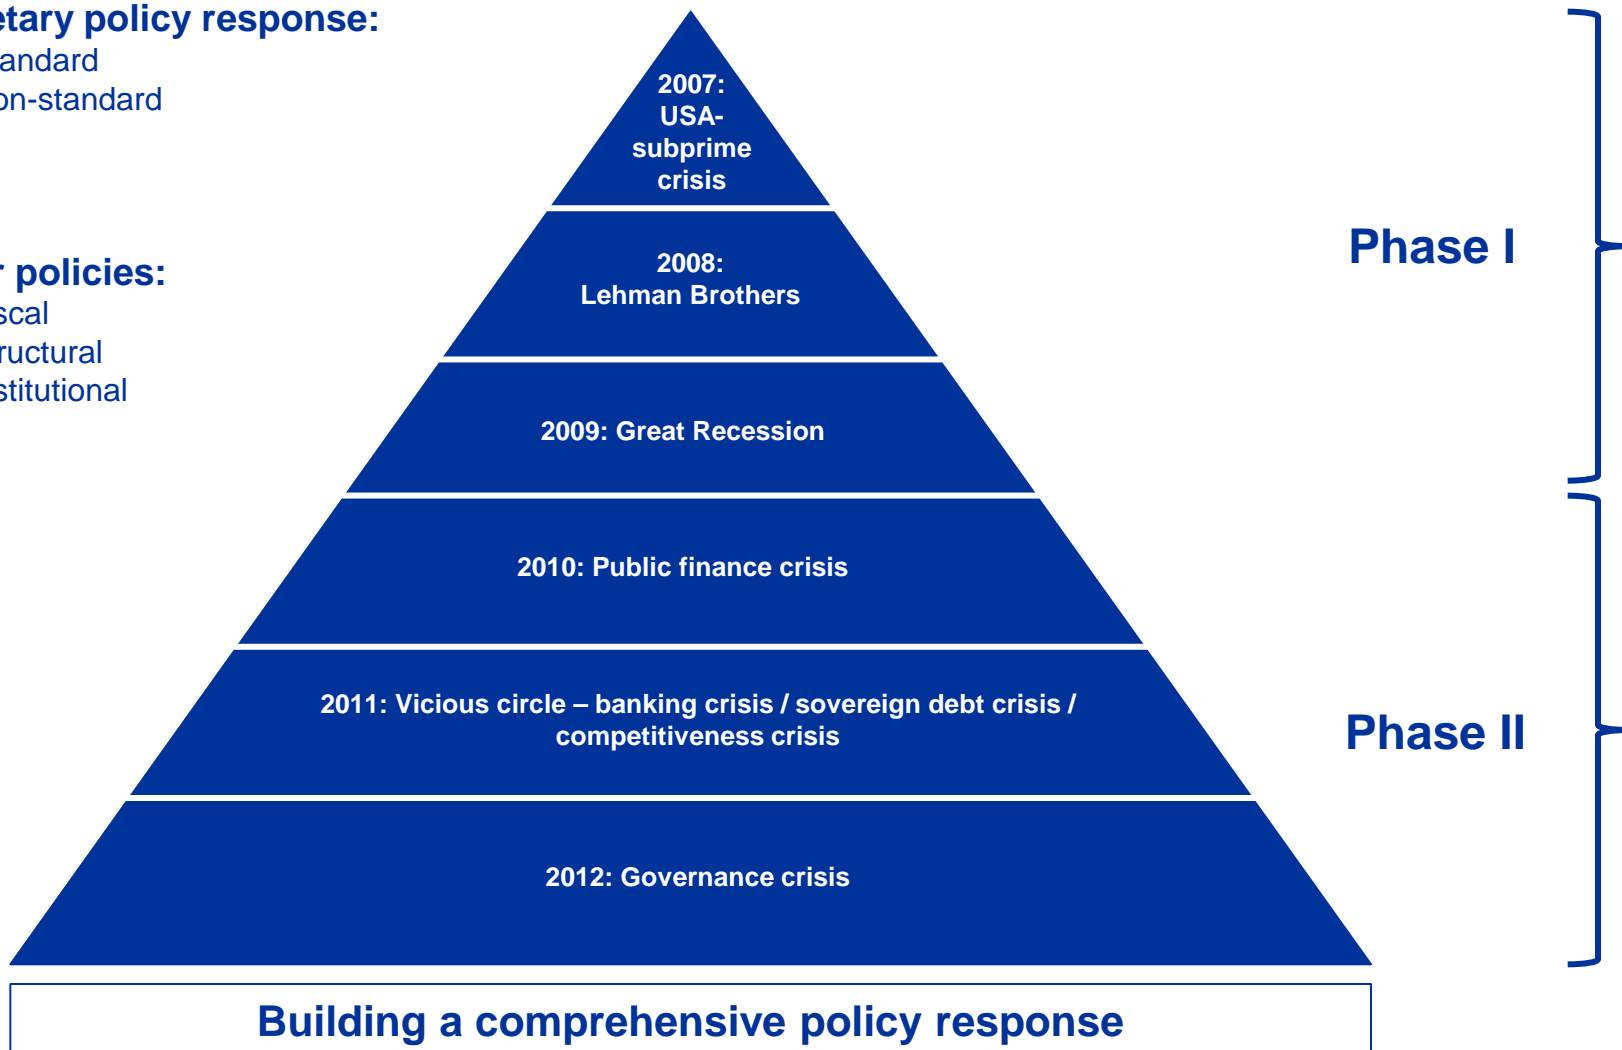 etary policy response:
andard
on-standard
r policies:
scal
ructural
stitutional
2007:
USA-
subprime
crisis
2008:
Lehman Brothers
2009: Great Recession
2010: Public finance crisis
2011: Vicious circle – banking crisis / sovereign debt crisis /
competitiveness crisis
2012: Governance crisis
Phase I
Phase II
Building a comprehensive policy response